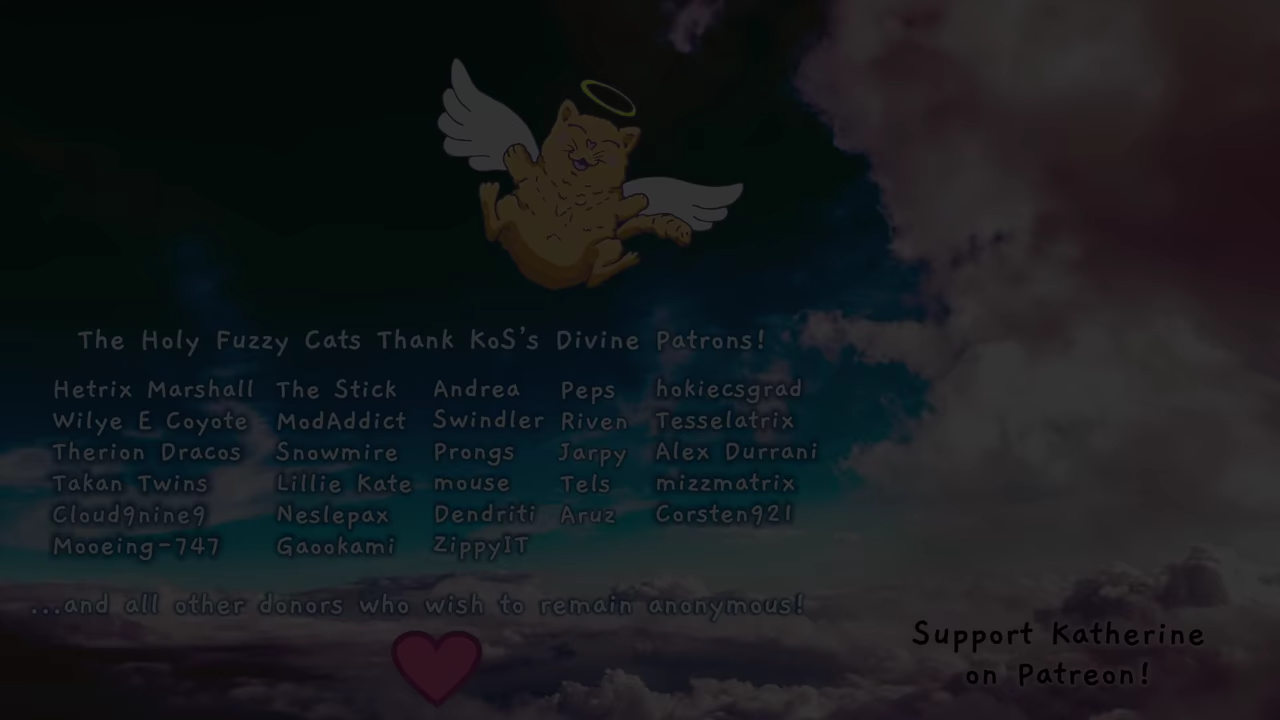 The Holy Fuzzy Cats Thank KoS's Divine Patrons!
Hetrix Marshall The Stick Andrea Peps hokiecsgrad
Wilye E Coyote ModAddict Swindler Riven Tesselatrix
Therion Dracos Snowmire Prongs Jarpy Alex Durrani
Takan Twins Lillie Kate mouse Tels mizzmatrix
Cloud9nine9 Neslepax Dendriti Aruz Corsten921
Mooeing-747 Gaookami ZippyIT
...and all other donors who wish to remain anonymous!
Support Katherine
on Patreon!